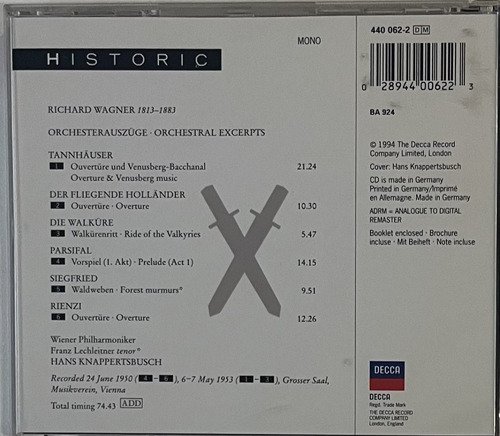 HISTORIC
MONO
RICHARD WAGNER 1813–1883
ORCHESTERAUSZÜGE · ORCHESTRAL EXCERPTS
TANNHÄUSER
1 Ouvertüre und Venusberg-Bacchanal
Overture & Venusberg music 21.24
DER FLIEGENDE HOLLÄNDER
2 Ouvertüre · Overture 10.30
DIE WALKÜRE
3 Walkürenritt · Ride of the Valkyries 5.47
PARSIFAL
4 Vorspiel (1. Akt) · Prelude (Act 1) 14.15
SIEGFRIED
5 Waldweben · Forest murmurs° 9.51
RIENZI
6 Ouvertüre · Overture 12.26
Wiener Philharmoniker
Franz Lechleitner tenor °
HANS KNAPPERTSBUSCH
Recorded 24 June 1950 (4–6), 6–7 May 1953 (1–3), Grosser Saal,
Musikverein, Vienna
Total timing 74.43 ADD
440 062-2 DM
0 28944 00622 3
BA 924
℗ 1994 The Decca Record
Company Limited, London
Cover: Hans Knappertsbusch
CD is made in Germany
Printed in Germany/Imprimé
en Allemagne. Made in Germany
ADRM = ANALOGUE TO DIGITAL
REMASTER
Booklet enclosed · Brochure
incluse · Mit Beiheft · Note incluse
DECCA
DECCA
Regd. Trade Mark
THE DECCA RECORD
COMPANY LIMITED
London, England